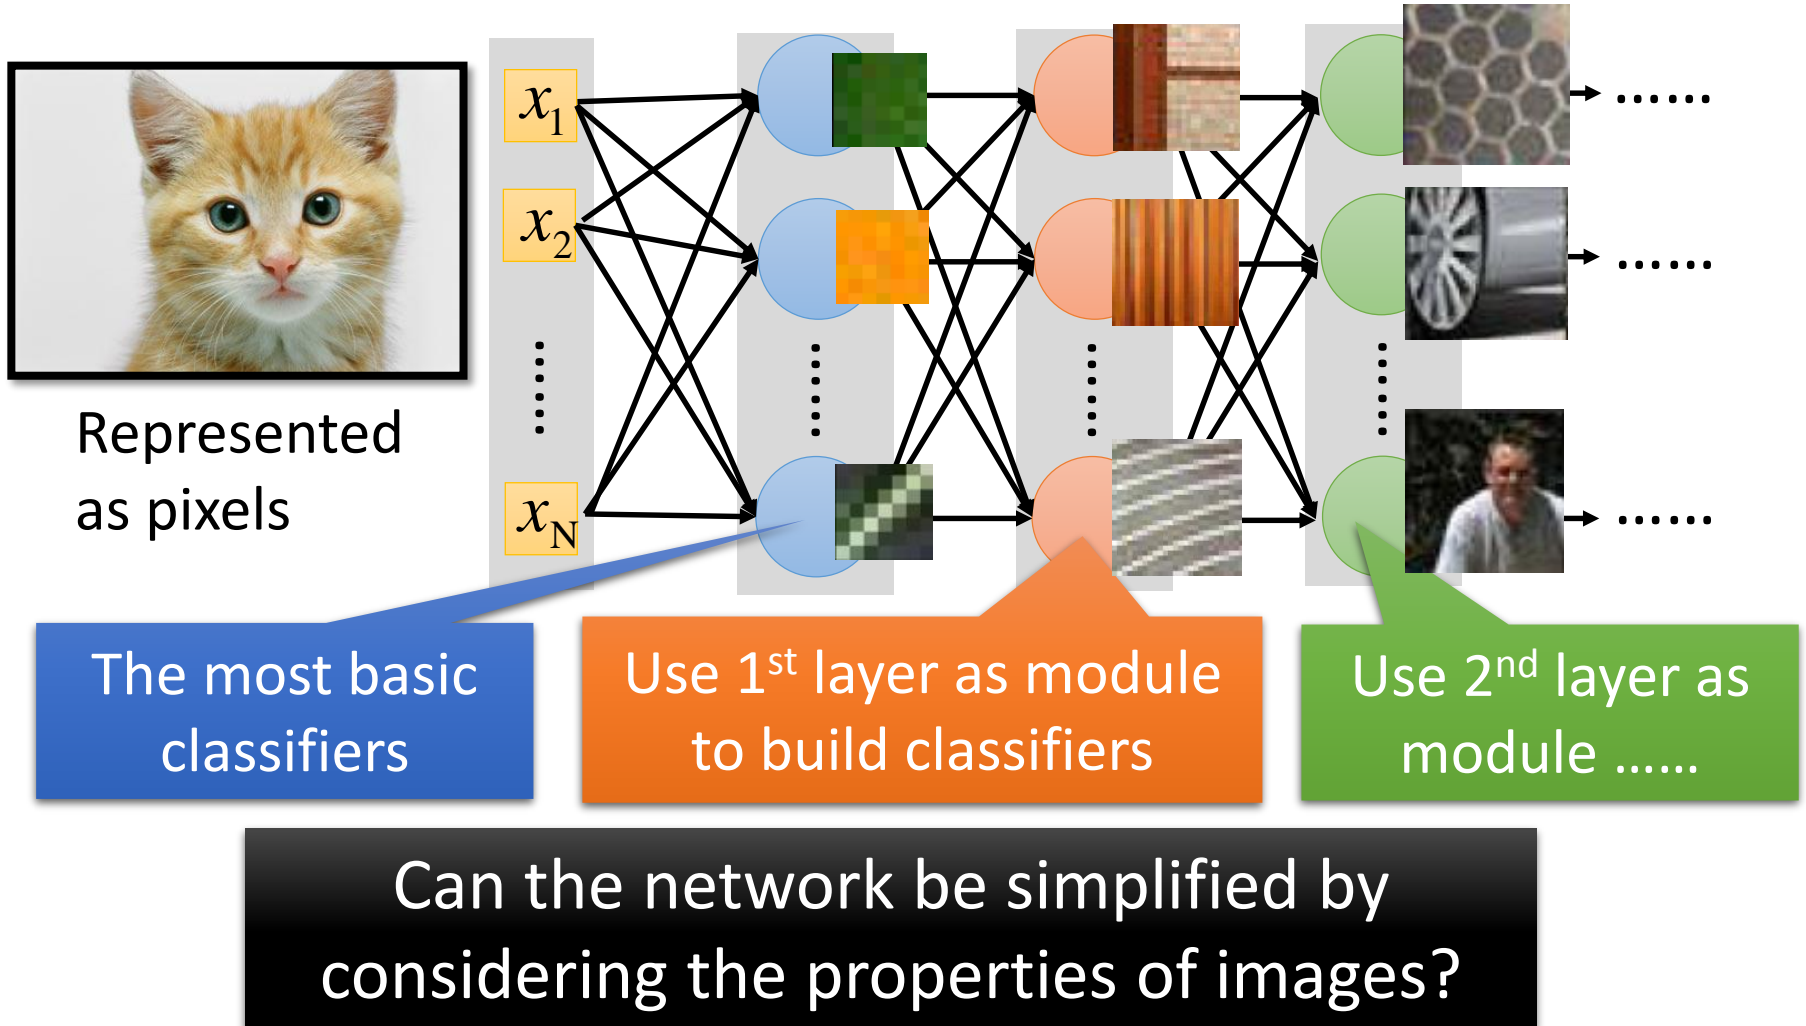 x₁
x₂
x_N
……
……
……
Represented
as pixels
The most basic
classifiers
Use 1st layer as module
to build classifiers
Use 2nd layer as
module ……
Can the network be simplified by
considering the properties of images?